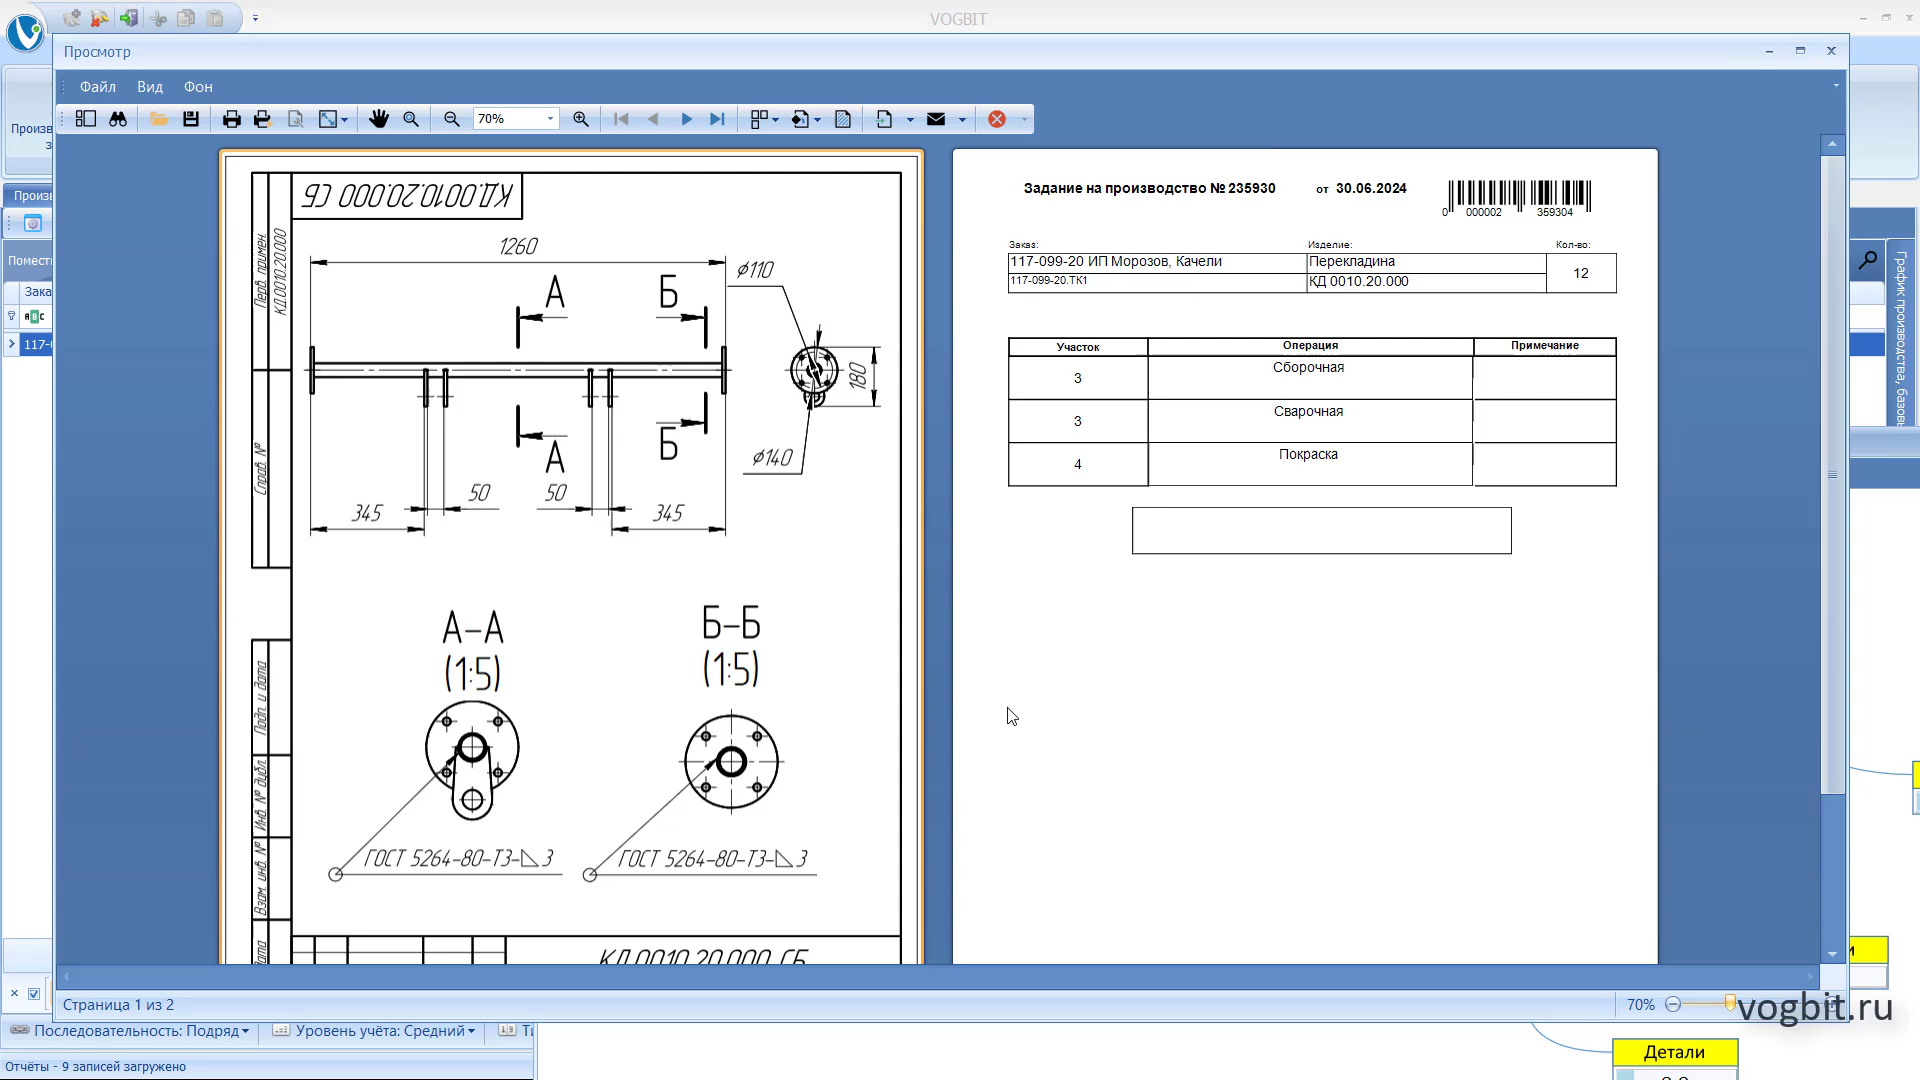 VOGBIT
Просмотр
Файл
Вид
Фон
70%
Произв
з
Произ
Помест
Зака
117-
КД.0010.20.000 СБ
Перв. примен.
КД.0010.20.000
Справ. №
Подп. и дата
Инв. № дубл.
Взам. инв. №
дата
1260
А
Б
⌀110
180
А
Б
⌀140
50
50
345
345
А–А
(1:5)
Б–Б
(1:5)
ГОСТ 5264-80-Т3-◺3
ГОСТ 5264-80-Т3-◺3
КД.0010.20.000 СБ
Задание на производство № 235930 от 30.06.2024
0 000002 359304
Заказ: Изделие: Кол-во:
117-099-20 ИП Морозов, Качели Перекладина 12
117-099-20.ТК1 КД 0010.20.000
Участок Операция Примечание
3 Сборочная
3 Сварочная
4 Покраска
График производства, базов
Страница 1 из 2
70%
vogbit.ru
Последовательность: Подряд
Уровень учёта: Средний
Отчёты - 9 записей загружено
Детали